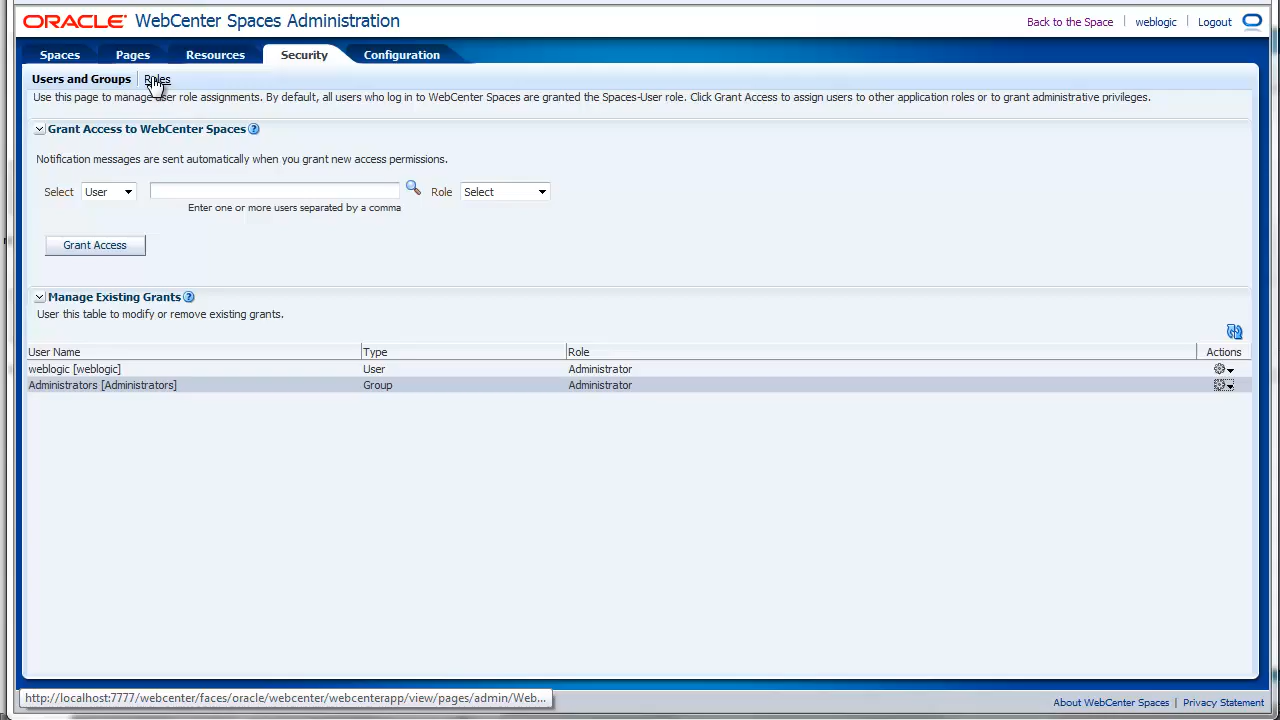 ORACLE WebCenter Spaces Administration
Back to the Space weblogic Logout
Spaces Pages Resources Security Configuration
Users and Groups Roles
Use this page to manage user role assignments. By default, all users who log in to WebCenter Spaces are granted the Spaces-User role. Click Grant Access to assign users to other application roles or to grant administrative privileges.
Grant Access to WebCenter Spaces
Notification messages are sent automatically when you grant new access permissions.
Select User Role Select
Enter one or more users separated by a comma
Grant Access
Manage Existing Grants
User this table to modify or remove existing grants.
User Name Type Role Actions
weblogic [weblogic] User Administrator
Administrators [Administrators] Group Administrator
http://localhost:7777/webcenter/faces/oracle/webcenter/webcenterapp/view/pages/admin/Web...
About WebCenter Spaces Privacy Statement